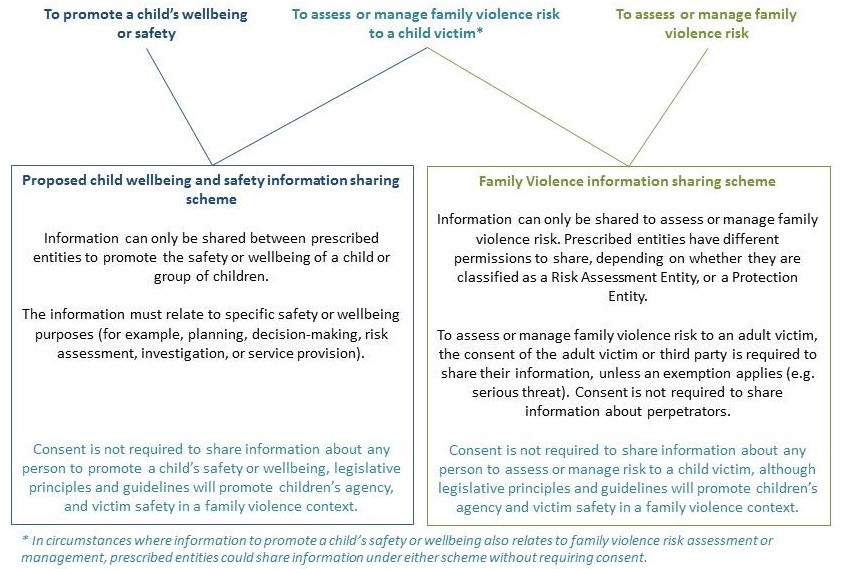 To promote a child's wellbeing
or safety
To assess or manage family violence risk
to a child victim*
To assess or manage family
violence risk
Proposed child wellbeing and safety information sharing
scheme
Information can only be shared between prescribed
entities to promote the safety or wellbeing of a child or
group of children.
The information must relate to specific safety or wellbeing
purposes (for example, planning, decision-making, risk
assessment, investigation, or service provision).
Consent is not required to share information about any
person to promote a child's safety or wellbeing, legislative
principles and guidelines will promote children's agency,
and victim safety in a family violence context.
Family Violence information sharing scheme
Information can only be shared to assess or manage family
violence risk. Prescribed entities have different
permissions to share, depending on whether they are
classified as a Risk Assessment Entity, or a Protection
Entity.
To assess or manage family violence risk to an adult victim,
the consent of the adult victim or third party is required to
share their information, unless an exemption applies (e.g.
serious threat). Consent is not required to share
information about perpetrators.
Consent is not required to share information about any
person to assess or manage risk to a child victim, although
legislative principles and guidelines will promote children's
agency and victim safety in a family violence context.
* In circumstances where information to promote a child's safety or wellbeing also relates to family violence risk assessment or
management, prescribed entities could share information under either scheme without requiring consent.